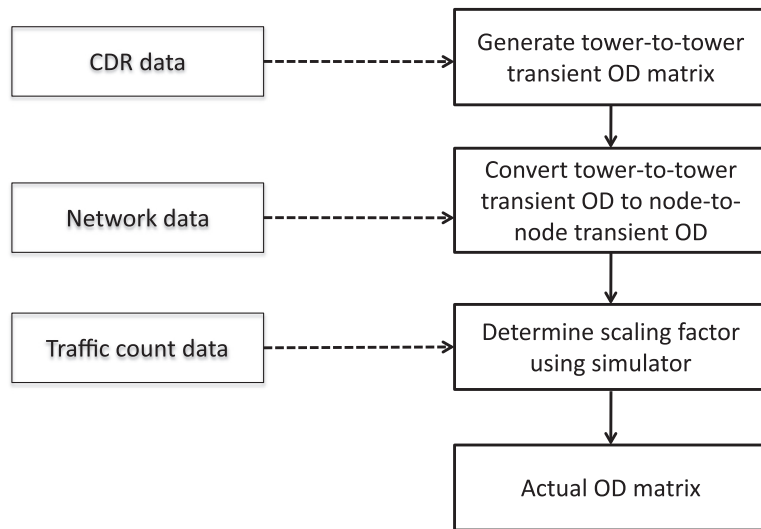 CDR data
Generate tower-to-tower
transient OD matrix
Network data
Convert tower-to-tower
transient OD to node-to-
node transient OD
Traffic count data
Determine scaling factor
using simulator
Actual OD matrix